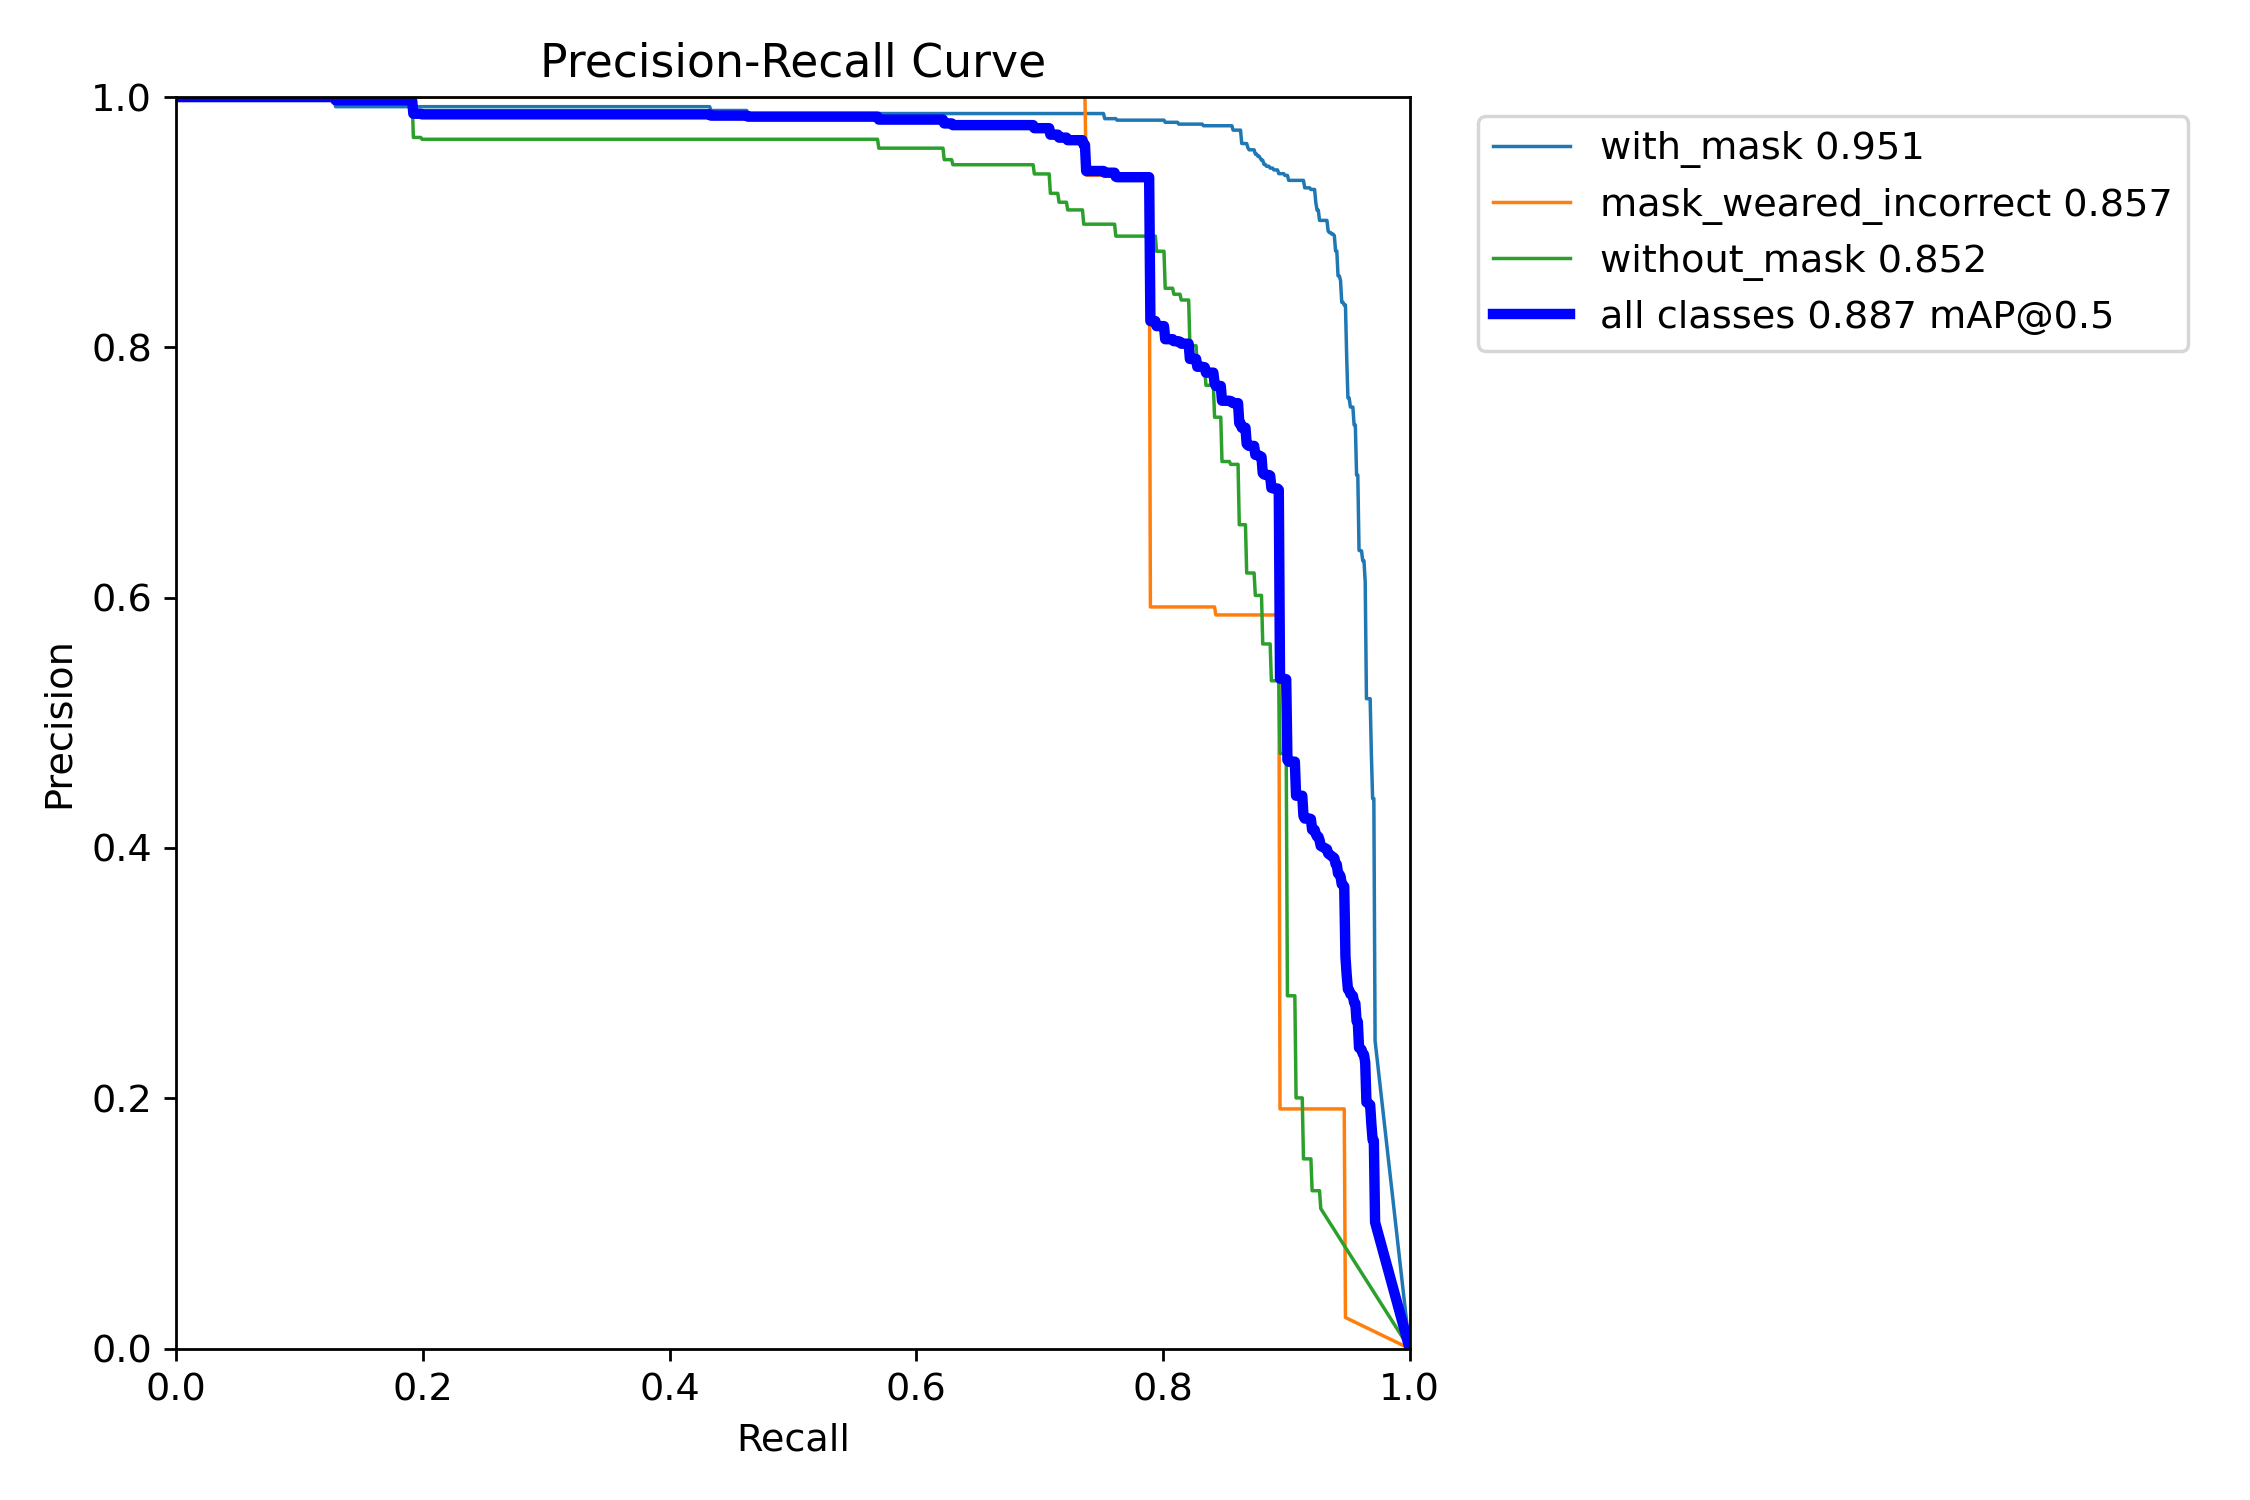 Precision-Recall Curve
1.0
0.8
0.6
0.4
0.2
0.0
Precision
0.0 0.2 0.4 0.6 0.8 1.0
Recall
with_mask 0.951
mask_weared_incorrect 0.857
without_mask 0.852
all classes 0.887 mAP@0.5